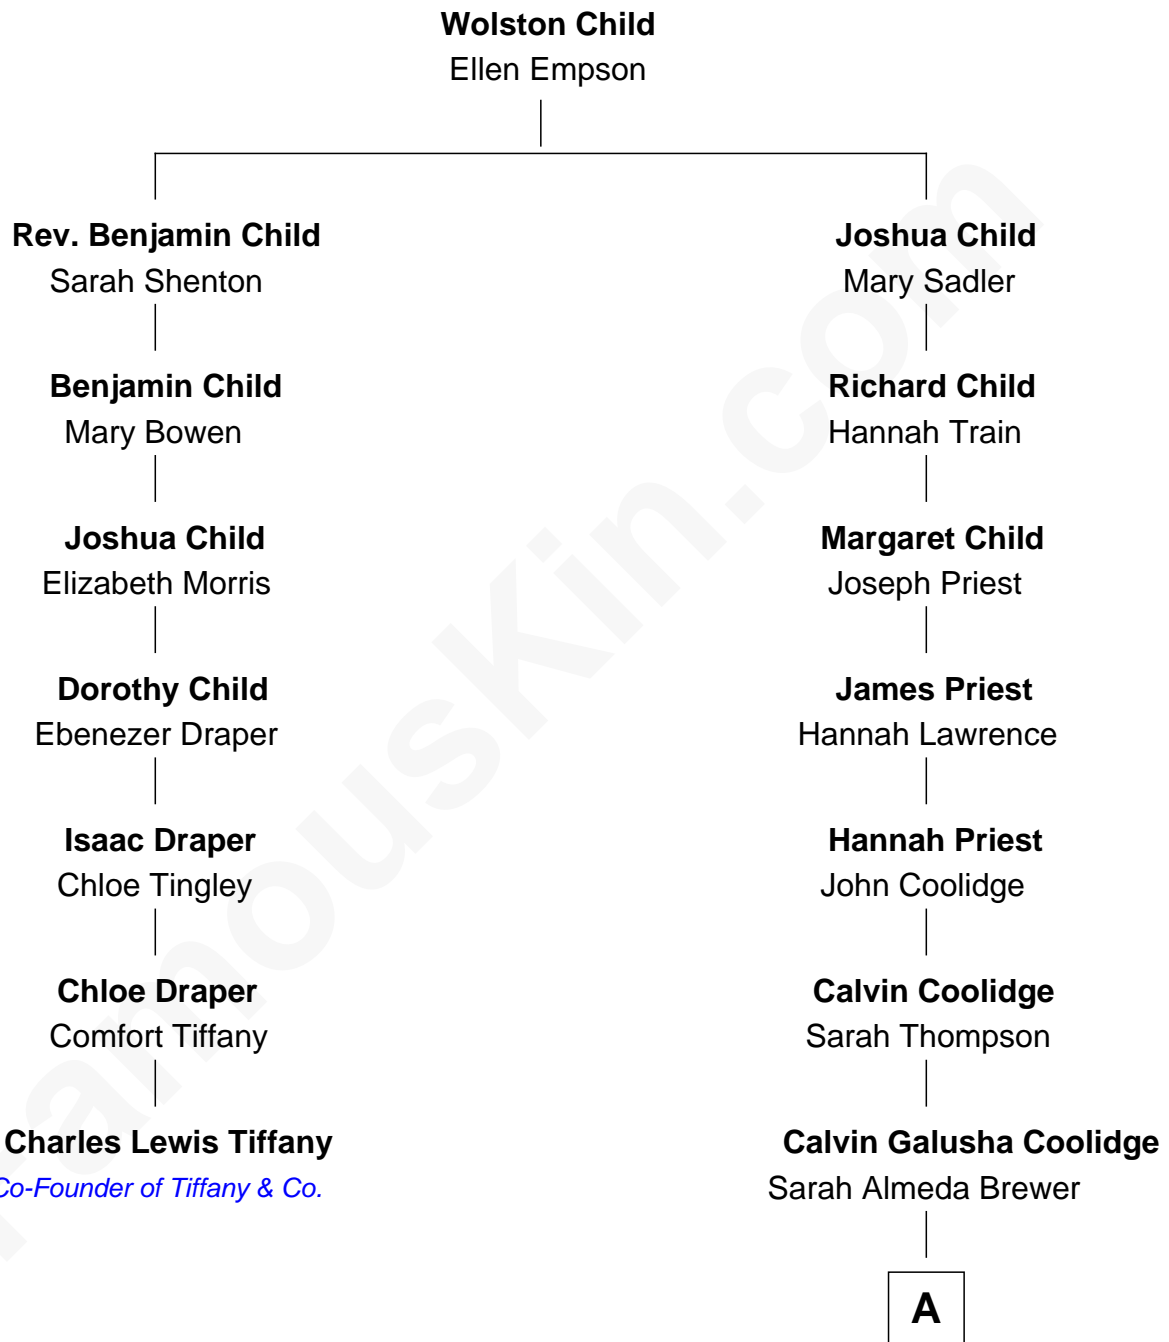 Wolston Child
Ellen Empson
Rev. Benjamin Child
Sarah Shenton
Joshua Child
Mary Sadler
Benjamin Child
Mary Bowen
Richard Child
Hannah Train
Joshua Child
Elizabeth Morris
Margaret Child
Joseph Priest
Dorothy Child
Ebenezer Draper
James Priest
Hannah Lawrence
Isaac Draper
Chloe Tingley
Hannah Priest
John Coolidge
Chloe Draper
Comfort Tiffany
Calvin Coolidge
Sarah Thompson
Charles Lewis Tiffany
Co-Founder of Tiffany & Co.
Calvin Galusha Coolidge
Sarah Almeda Brewer
A
FamousKin.com